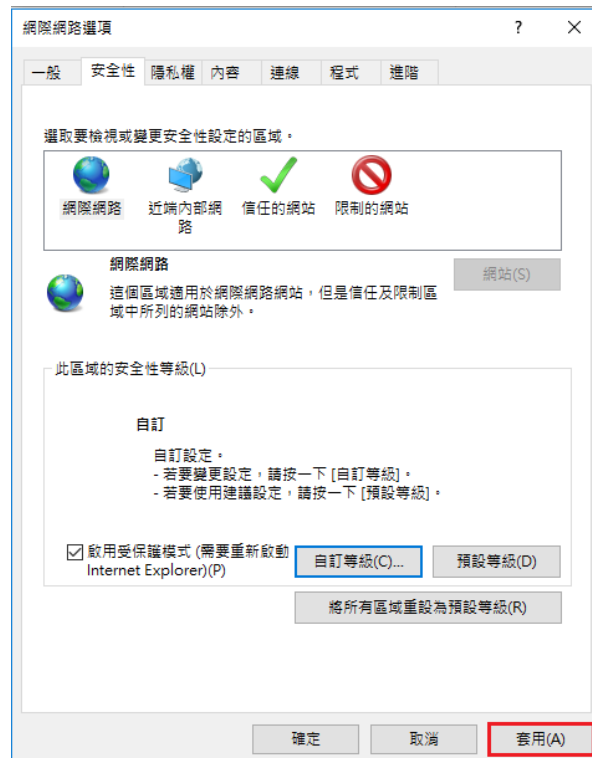 網際網路選項
?
一般 安全性 隱私權 內容 連線 程式 進階
選取要檢視或變更安全性設定的區域。
網際網路 近端內部網路 信任的網站 限制的網站
網際網路
網站(S)
這個區域適用於網際網路網站，但是信任及限制區
域中所列的網站除外。
此區域的安全性等級(L)
自訂
自訂設定。
- 若要變更設定，請按一下 [自訂等級]。
- 若要使用建議設定，請按一下 [預設等級]。
啟用受保護模式 (需要重新啟動
Internet Explorer)(P)
自訂等級(C)... 預設等級(D)
將所有區域重設為預設等級(R)
確定 取消 套用(A)